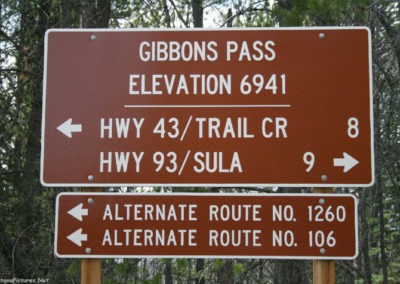 GIBBONS PASS
ELEVATION 6941
← HWY 43/TRAIL CR 8
HWY 93/SULA 9 →
← ALTERNATE ROUTE NO. 1260
← ALTERNATE ROUTE NO. 106